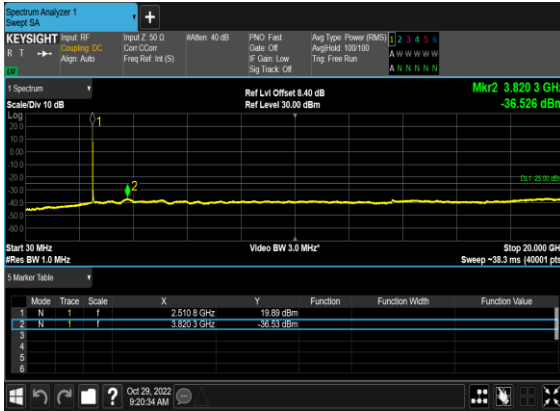 Spectrum Analyzer 1
Swept SA
KEYSIGHT
R T
Input: RF
Coupling: DC
Align: Auto
Input Z: 50 Ω
Corr CCorr
Freq Ref: Int (S)
#Atten: 40 dB
PNO: Fast
Gate: Off
IF Gain: Low
Sig Track: Off
Avg Type: Power (RMS)
Avg|Hold: 100/100
Trig: Free Run
1 2 3 4 5 6
A W W W W W
A N N N N N
1 Spectrum
Scale/Div 10 dB
Ref Lvl Offset 8.40 dB
Ref Level 30.00 dBm
Mkr2 3.820 3 GHz
-36.526 dBm
Log
20.0
10.0
0.00
-10.0
-20.0
-30.0
-40.0
-50.0
-60.0
1
2
DL1 -25.00 dBm
Start 30 MHz
#Res BW 1.0 MHz
Video BW 3.0 MHz*
Stop 20.000 GHz
Sweep ~38.3 ms (40001 pts)
5 Marker Table
Mode Trace Scale X Y Function Function Width Function Value
1 N 1 f 2.510 8 GHz 19.89 dBm
2 N 1 f 3.820 3 GHz -36.53 dBm
3
4
5
6
?
Oct 29, 2022
9:20:34 AM